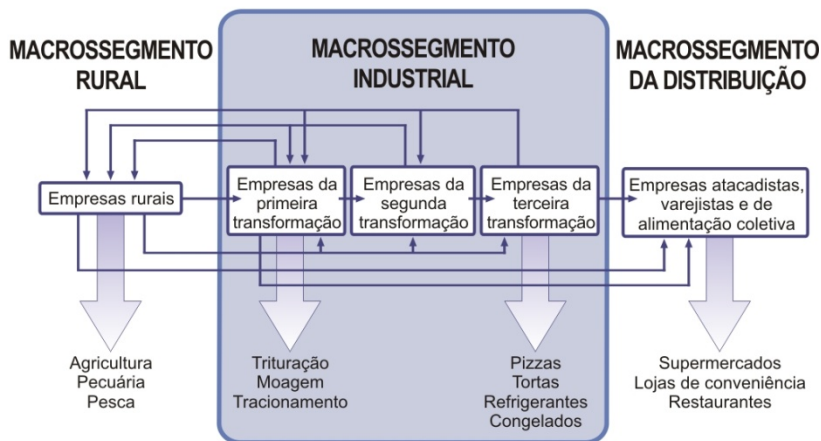 MACROSSEGMENTO
RURAL
MACROSSEGMENTO
INDUSTRIAL
MACROSSEGMENTO
DA DISTRIBUIÇÃO
Empresas rurais
Empresas da
primeira
transformação
Empresas da
segunda
transformação
Empresas da
terceira
transformação
Empresas atacadistas,
varejistas e de
alimentação coletiva
Agricultura
Pecuária
Pesca
Trituração
Moagem
Tracionamento
Pizzas
Tortas
Refrigerantes
Congelados
Supermercados
Lojas de conveniência
Restaurantes